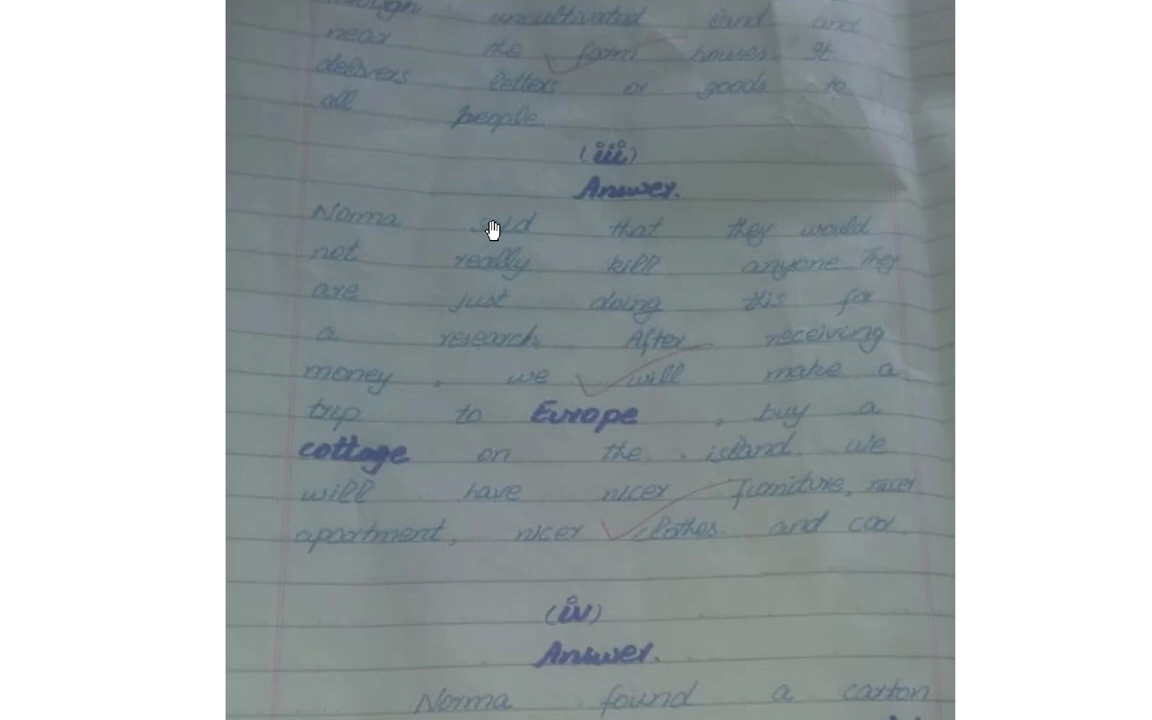 through uncultivated land and
near the farm houses. It
delivers letters or goods to
all people.
(iii)
Answer.
Norma said that they would
not really kill anyone. They
are just doing this for
a research. After receiving
money, we will make a
trip to Europe, buy a
cottage on the island. we
will have nicer furniture, nicer
apartment, nicer clothes and car.
(iv)
Answer.
Norma found a carton